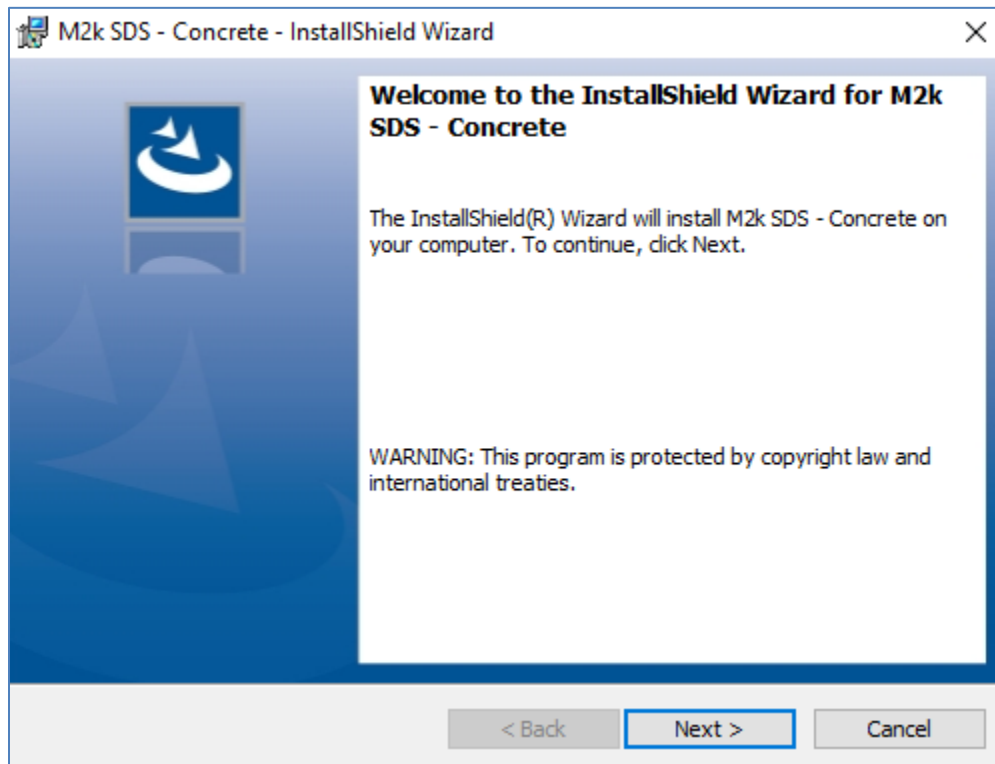 M2k SDS - Concrete - InstallShield Wizard
Welcome to the InstallShield Wizard for M2k
SDS - Concrete
The InstallShield(R) Wizard will install M2k SDS - Concrete on
your computer. To continue, click Next.
WARNING: This program is protected by copyright law and
international treaties.
< Back Next > Cancel